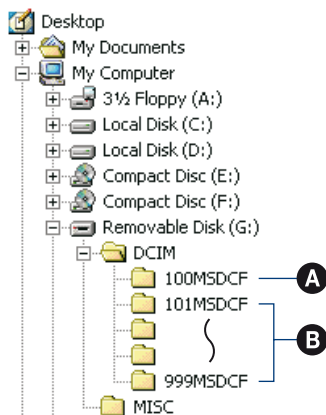 Desktop
My Documents
My Computer
3½ Floppy (A:)
Local Disk (C:)
Local Disk (D:)
Compact Disc (E:)
Compact Disc (F:)
Removable Disk (G:)
DCIM
100MSDCF A
101MSDCF
B
999MSDCF
MISC